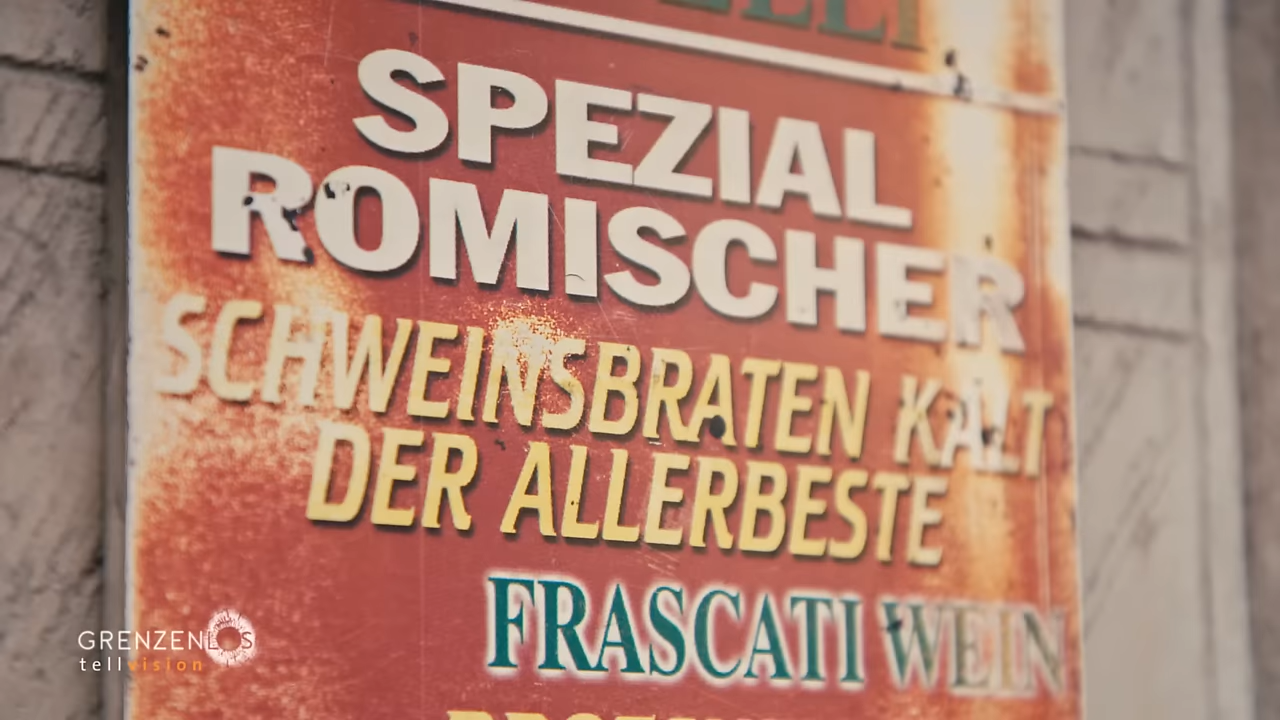 SPEZIAL
ROMISCHER
SCHWEINSBRATEN KALT
DER ALLERBESTE
FRASCATI WEIN
GRENZENLOS
tellvision